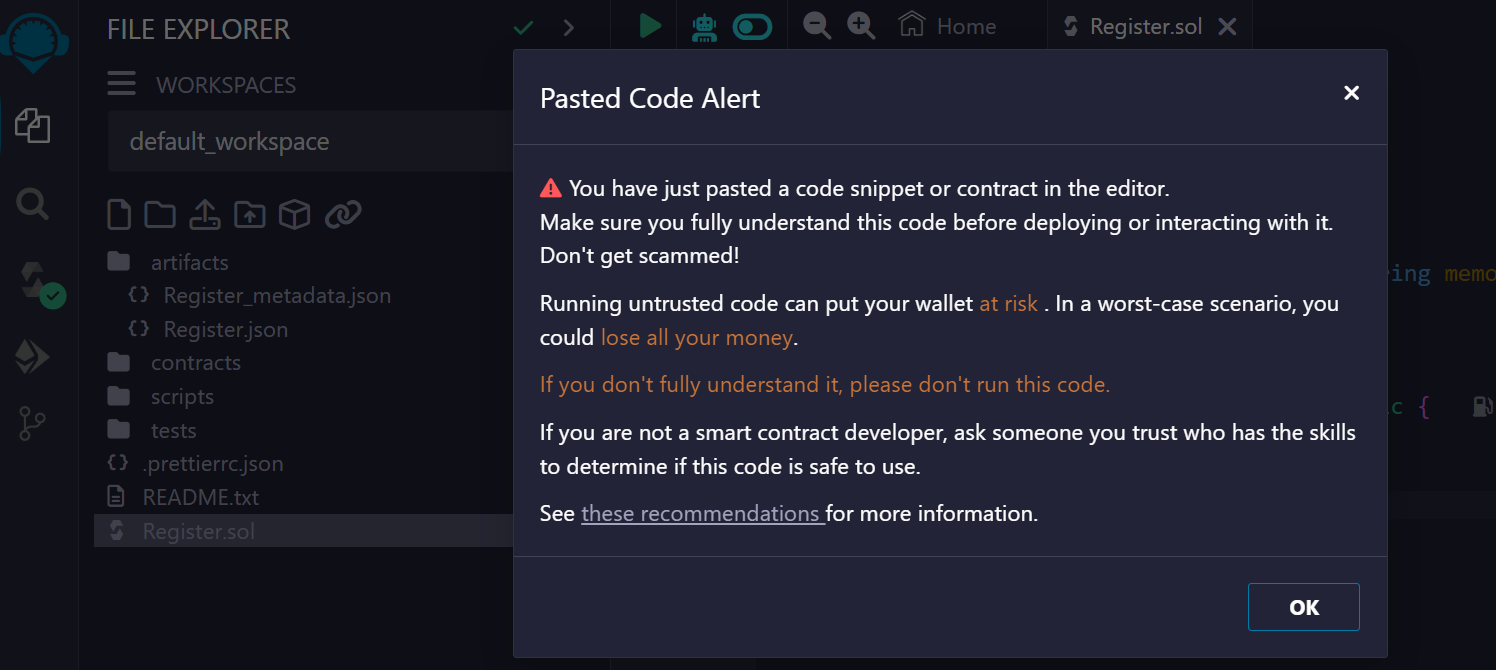 FILE EXPLORER
Home
Register.sol
WORKSPACES
default_workspace
artifacts
{} Register_metadata.json
{} Register.json
contracts
scripts
tests
{} .prettierrc.json
README.txt
Register.sol
Pasted Code Alert
You have just pasted a code snippet or contract in the editor.
Make sure you fully understand this code before deploying or interacting with it.
Don't get scammed!
Running untrusted code can put your wallet at risk . In a worst-case scenario, you
could lose all your money.
If you don't fully understand it, please don't run this code.
If you are not a smart contract developer, ask someone you trust who has the skills
to determine if this code is safe to use.
See these recommendations for more information.
OK
ring memo
c {